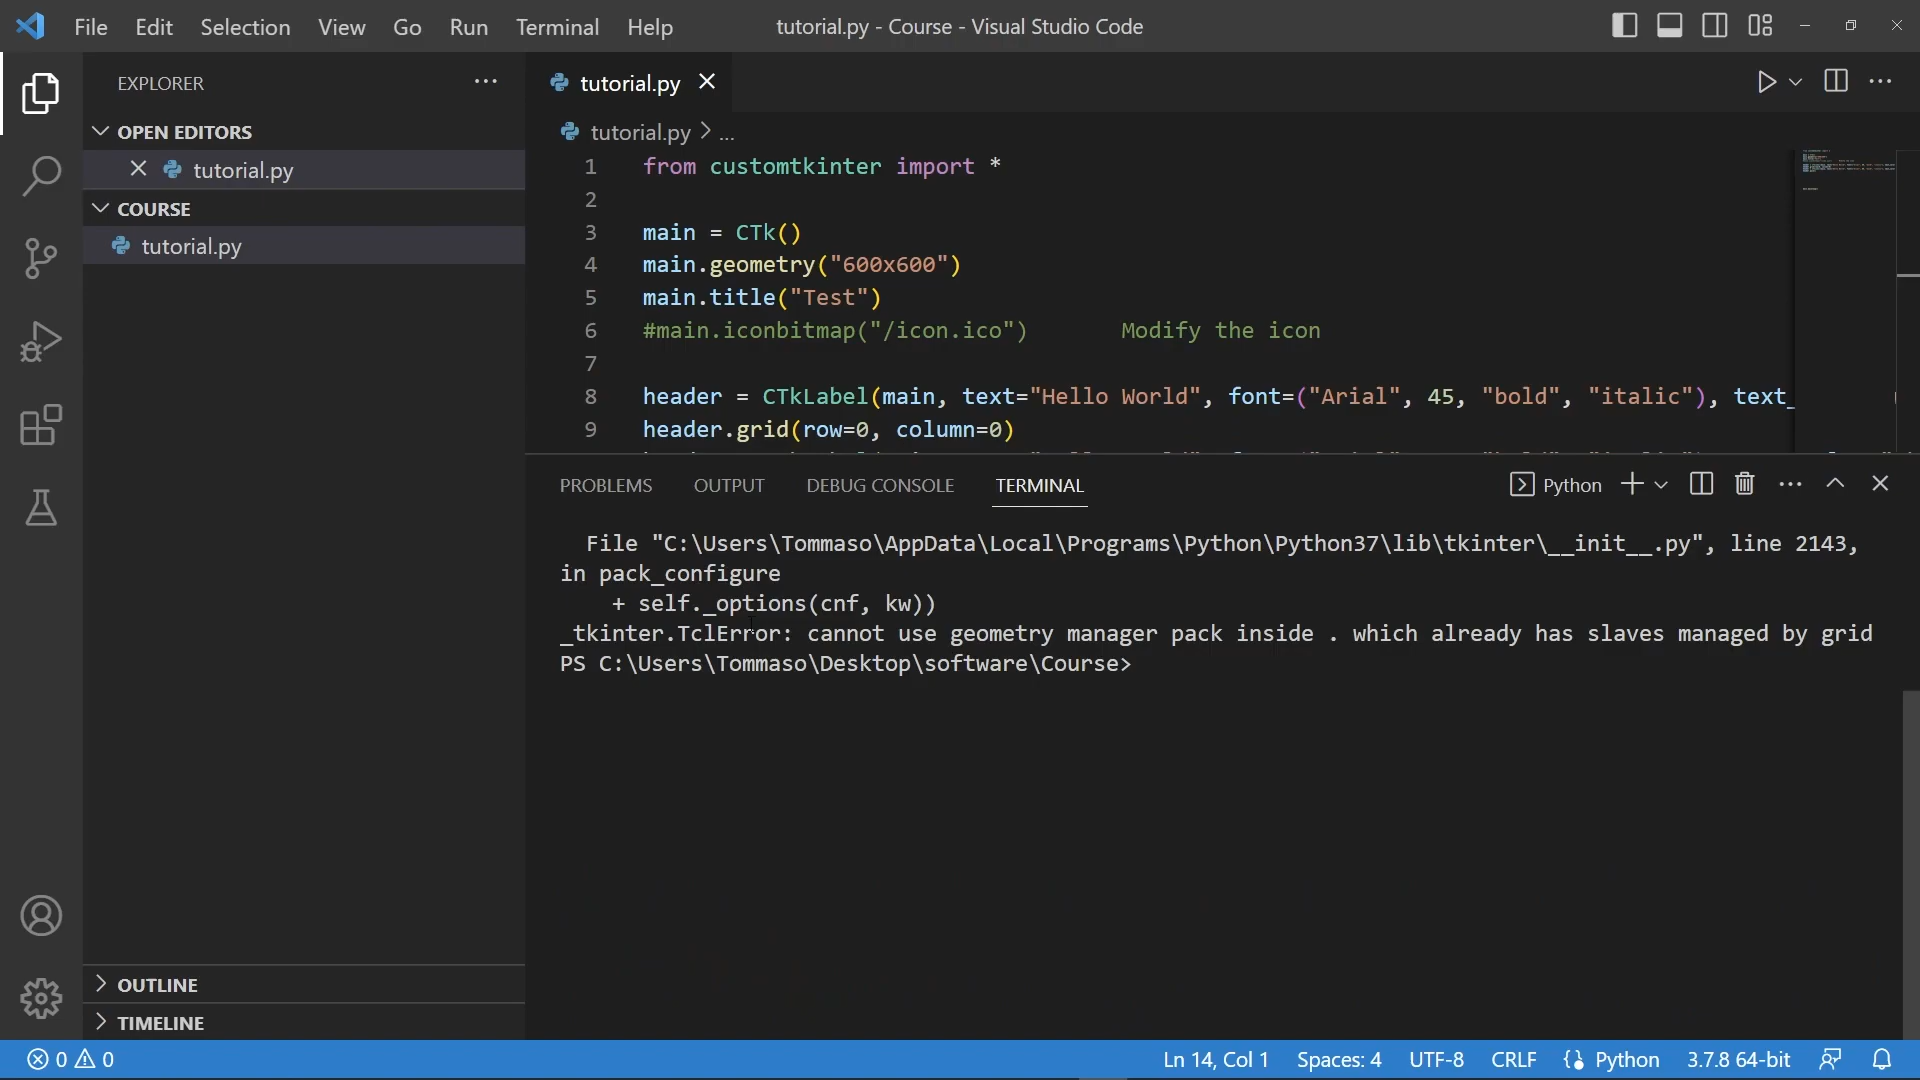 File Edit Selection View Go Run Terminal Help
tutorial.py - Course - Visual Studio Code
EXPLORER
OPEN EDITORS
tutorial.py
COURSE
tutorial.py
OUTLINE
TIMELINE
tutorial.py
tutorial.py > ...
1 from customtkinter import *
2
3 main = CTk()
4 main.geometry("600x600")
5 main.title("Test")
6 #main.iconbitmap("/icon.ico") Modify the icon
7
8 header = CTkLabel(main, text="Hello World", font=("Arial", 45, "bold", "italic"), text_
9 header.grid(row=0, column=0)
PROBLEMS OUTPUT DEBUG CONSOLE TERMINAL
Python
File "C:\Users\Tommaso\AppData\Local\Programs\Python\Python37\lib\tkinter\__init__.py", line 2143,
in pack_configure
+ self._options(cnf, kw))
_tkinter.TclError: cannot use geometry manager pack inside . which already has slaves managed by grid
PS C:\Users\Tommaso\Desktop\software\Course>
0 0
Ln 14, Col 1 Spaces: 4 UTF-8 CRLF Python 3.7.8 64-bit